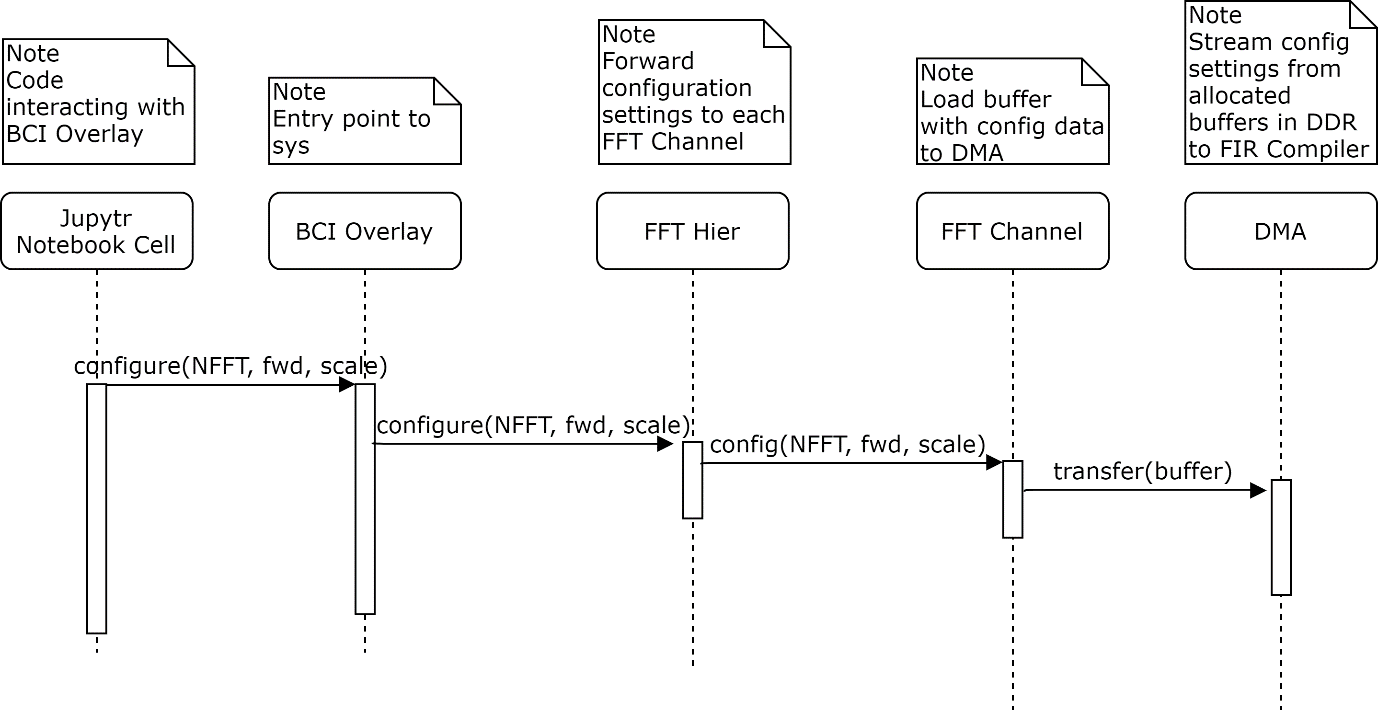 Note
Code
interacting with
BCI Overlay
Note
Entry point to
sys
Note
Forward
configuration
settings to each
FFT Channel
Note
Load buffer
with config data
to DMA
Note
Stream config
settings from
allocated
buffers in DDR
to FIR Compiler
Jupytr
Notebook Cell
BCI Overlay
FFT Hier
FFT Channel
DMA
configure(NFFT, fwd, scale)
configure(NFFT, fwd, scale)
config(NFFT, fwd, scale)
transfer(buffer)